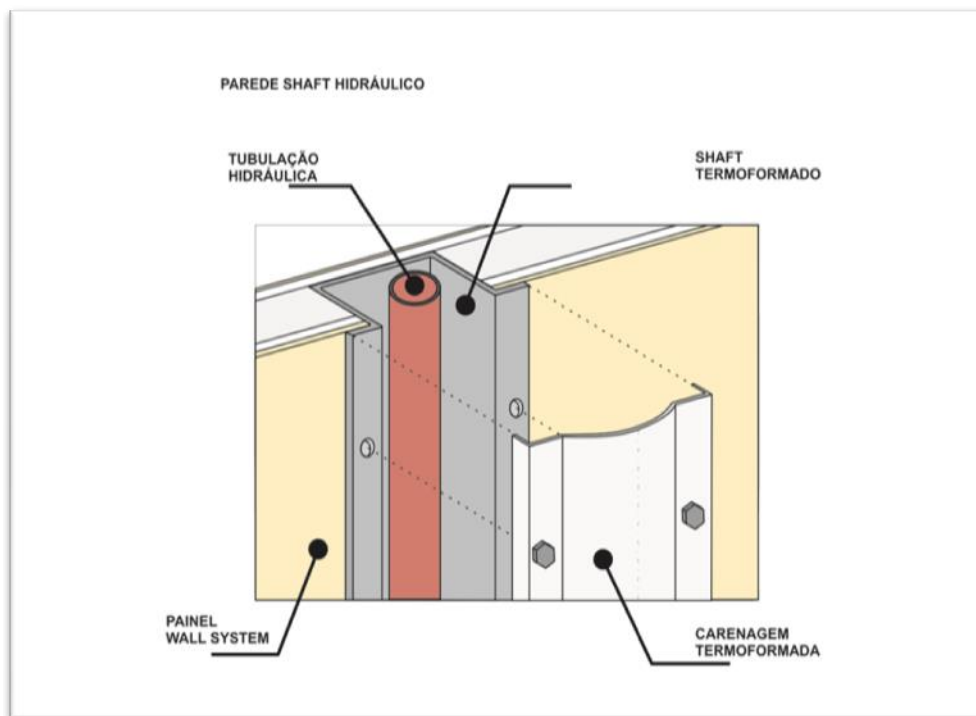 PAREDE SHAFT HIDRÁULICO
TUBULAÇÃO
HIDRÁULICA
SHAFT
TERMOFORMADO
PAINEL
WALL SYSTEM
CARENAGEM
TERMOFORMADA